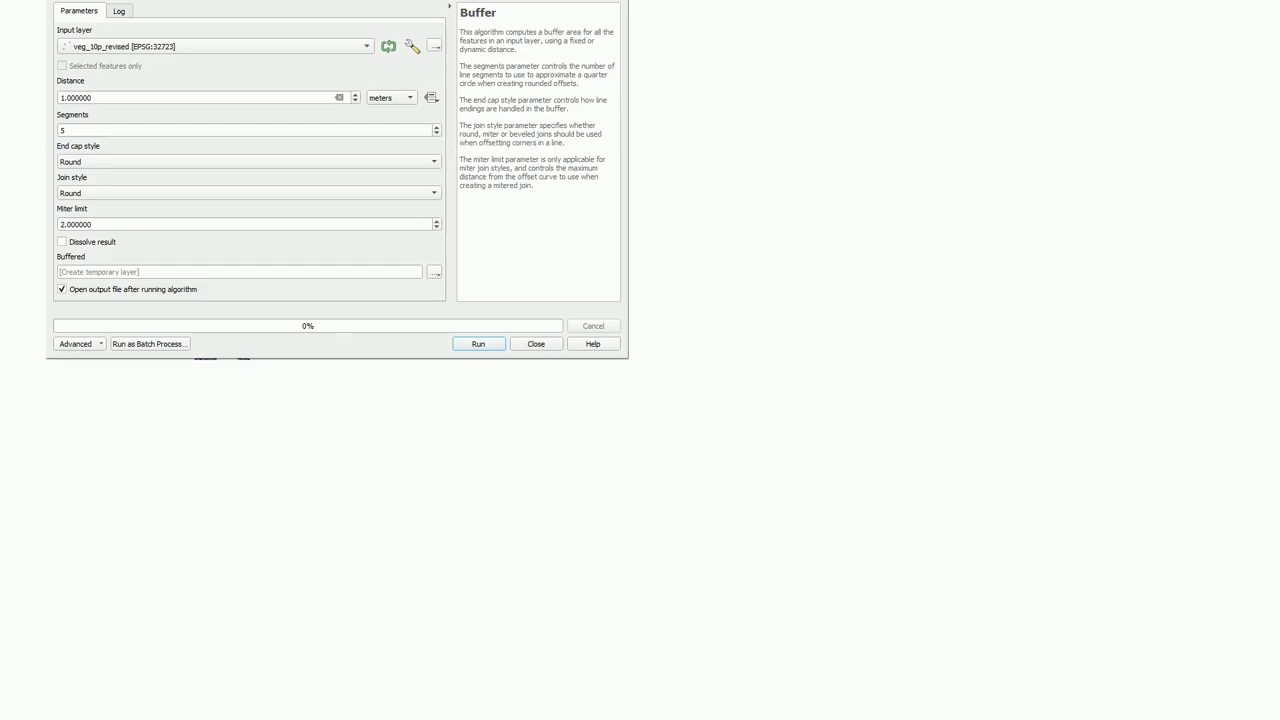 Parameters
Log
Input layer
veg_10p_revised [EPSG:32723]
...
Selected features only
Distance
1.000000
meters
Segments
5
End cap style
Round
Join style
Round
Miter limit
2.000000
Dissolve result
Buffered
[Create temporary layer]
...
Open output file after running algorithm
Buffer
This algorithm computes a buffer area for all the
features in an input layer, using a fixed or
dynamic distance.
The segments parameter controls the number of
line segments to use to approximate a quarter
circle when creating rounded offsets.
The end cap style parameter controls how line
endings are handled in the buffer.
The join style parameter specifies whether
round, miter or beveled joins should be used
when offsetting corners in a line.
The miter limit parameter is only applicable for
miter join styles, and controls the maximum
distance from the offset curve to use when
creating a mitered join.
0%
Cancel
Advanced
Run as Batch Process...
Run
Close
Help